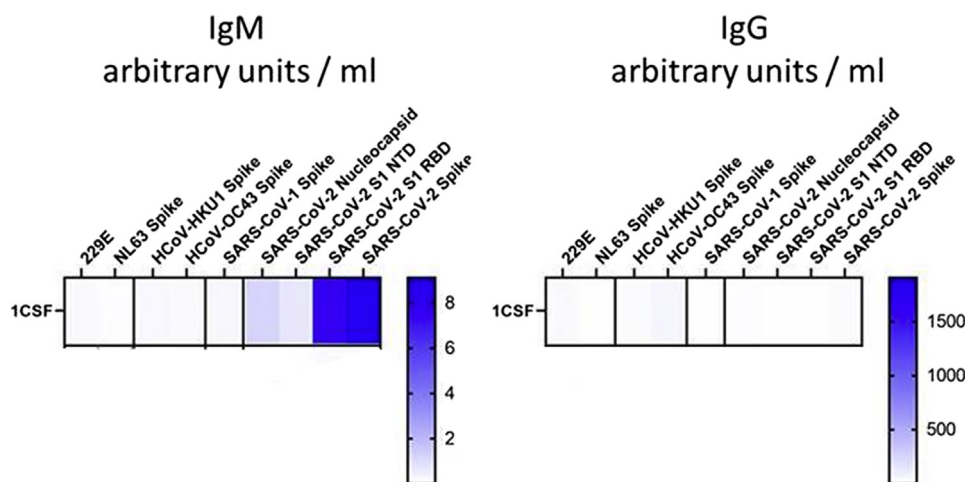 IgM
arbitrary units / ml
229E
NL63 Spike
HCoV-HKU1 Spike
HCoV-OC43 Spike
SARS-CoV-1 Spike
SARS-CoV-2 Nucleocapsid
SARS-CoV-2 S1 NTD
SARS-CoV-2 S1 RBD
SARS-CoV-2 Spike
1CSF
8
6
4
2
IgG
arbitrary units / ml
229E
NL63 Spike
HCoV-HKU1 Spike
HCoV-OC43 Spike
SARS-CoV-1 Spike
SARS-CoV-2 Nucleocapsid
SARS-CoV-2 S1 NTD
SARS-CoV-2 S1 RBD
SARS-CoV-2 Spike
1CSF
1500
1000
500